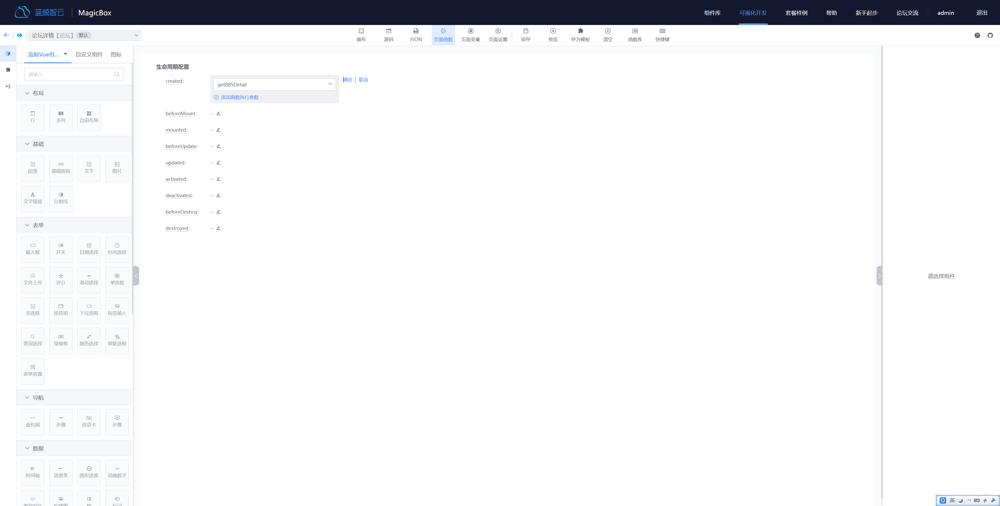 蓝鲸智云 MagicBox 组件库 可视化开发 套餐样例 帮助 新手起步 论坛交流 admin 退出
论坛详情【论坛】 默认
画布 源码 JSON 页面函数 页面变量 页面设置 保存 预览 存为模板 清空 函数库 快捷键
蓝鲸Vue组... 自定义组件 图标
请输入
布局
行 多列 自由布局
基础
段落 基础按钮 文字 图片
文字链接 分割线
表单
输入框 开关 日期选择 时间选择
文件上传 评分 滑动选择 单选框
多选框 按钮组 下拉选框 标签输入
查询选择 穿梭框 颜色选择 级联选框
表单容器
导航
面包屑 步骤 选项卡 步骤
数据
时间轴 进度条 圆形进度 动画数字
差异对比 轮播图 树 标记
生命周期配置
created: getBBSDetail 确定 | 取消
添加函数执行参数
beforeMount: --
mounted: --
beforeUpdate: --
updated: --
activated: --
deactivated: --
beforeDestroy: --
destroyed: --
请选择组件
英